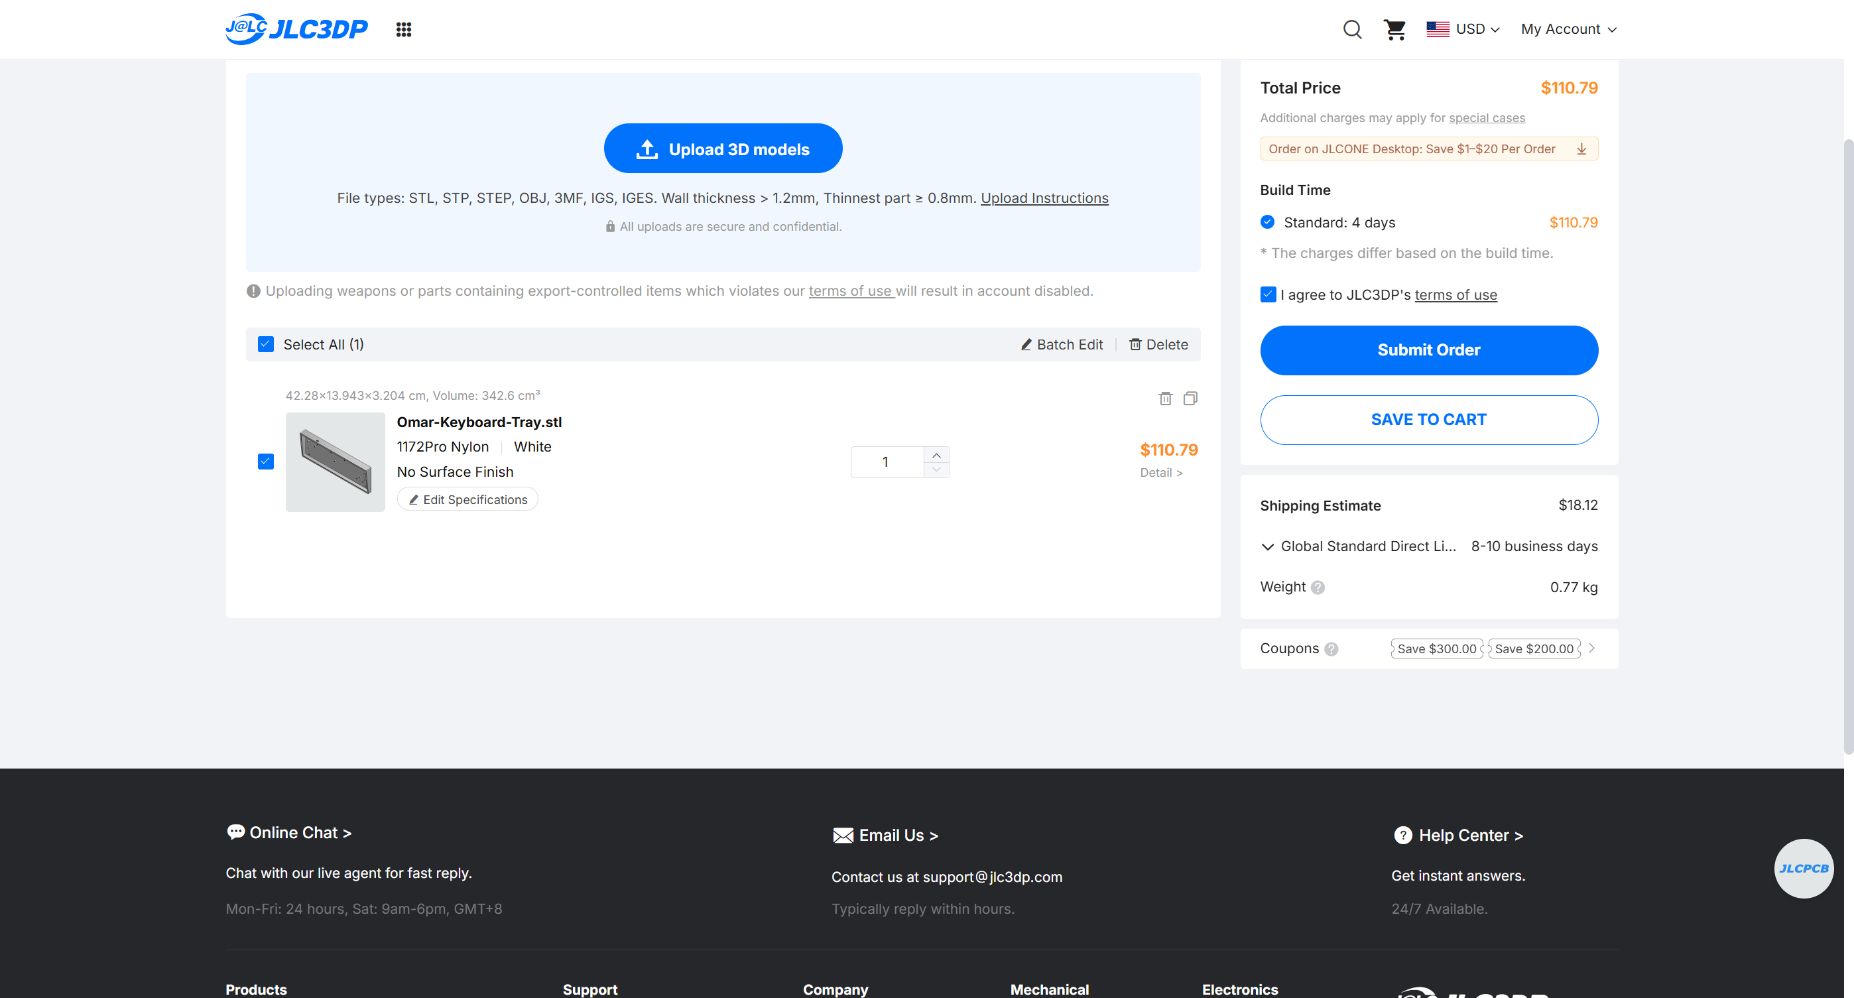 J@LC JLC3DP
USD
My Account
Upload 3D models
File types: STL, STP, STEP, OBJ, 3MF, IGS, IGES. Wall thickness > 1.2mm, Thinnest part ≥ 0.8mm. Upload Instructions
All uploads are secure and confidential.
Uploading weapons or parts containing export-controlled items which violates our terms of use will result in account disabled.
Select All (1)
Batch Edit
Delete
42.28×13.943×3.204 cm, Volume: 342.6 cm³
Omar-Keyboard-Tray.stl
1172Pro Nylon
White
No Surface Finish
Edit Specifications
1
$110.79
Detail >
Total Price
$110.79
Additional charges may apply for special cases
Order on JLCONE Desktop: Save $1–$20 Per Order
Build Time
Standard: 4 days
$110.79
* The charges differ based on the build time.
I agree to JLC3DP's terms of use
Submit Order
SAVE TO CART
Shipping Estimate
$18.12
Global Standard Direct Li...
8-10 business days
Weight
0.77 kg
Coupons
Save $300.00
Save $200.00
Online Chat >
Chat with our live agent for fast reply.
Mon-Fri: 24 hours, Sat: 9am-6pm, GMT+8
Email Us >
Contact us at support@jlc3dp.com
Typically reply within hours.
Help Center >
Get instant answers.
24/7 Available.
JLCPCB
Products
Support
Company
Mechanical
Electronics
J@LC JLC3DP